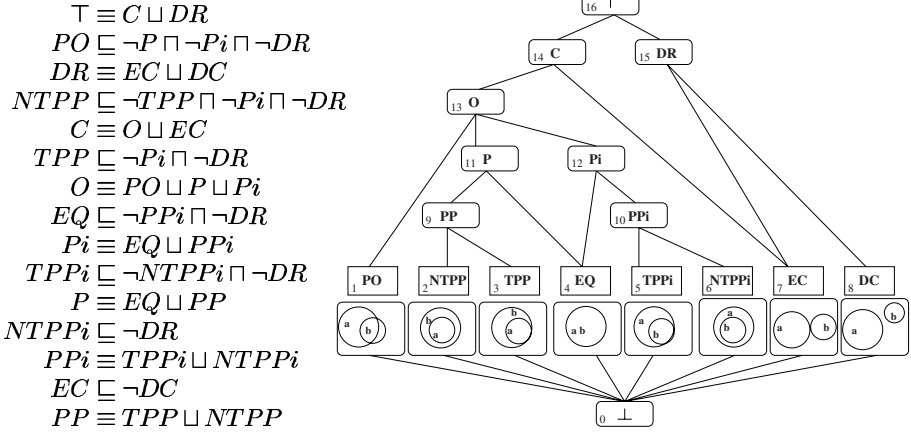 ⊤ ≡ C ⊔ DR
PO ⊑ ¬P ⊓ ¬Pi ⊓ ¬DR
DR ≡ EC ⊔ DC
NTPP ⊑ ¬TPP ⊓ ¬Pi ⊓ ¬DR
C ≡ O ⊔ EC
TPP ⊑ ¬Pi ⊓ ¬DR
O ≡ PO ⊔ P ⊔ Pi
EQ ⊑ ¬PPi ⊓ ¬DR
Pi ≡ EQ ⊔ PPi
TPPi ⊑ ¬NTPPi ⊓ ¬DR
P ≡ EQ ⊔ PP
NTPPi ⊑ ¬DR
PPi ≡ TPPi ⊔ NTPPi
EC ⊑ ¬DC
PP ≡ TPP ⊔ NTPP
16 ⊤
14 C
15 DR
13 O
11 P
12 Pi
9 PP
10 PPi
1 PO
2 NTPP
3 TPP
4 EQ
5 TPPi
6 NTPPi
7 EC
8 DC
a b
b a
b a
a b
a b
a b
a b
a b
0 ⊥